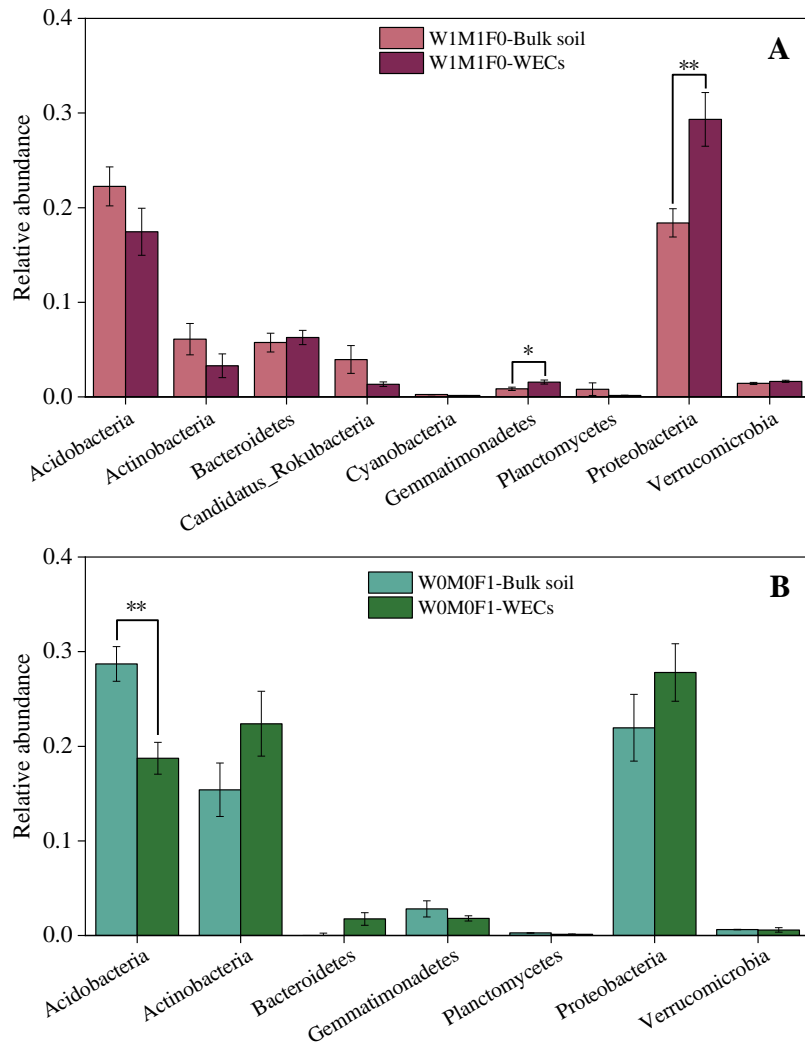 W1M1F0-Bulk soil
W1M1F0-WECs
A
**
*
Relative abundance
0.4
0.3
0.2
0.1
0.0
Acidobacteria
Actinobacteria
Bacteroidetes
Candidatus_Rokubacteria
Cyanobacteria
Gemmatimonadetes
Planctomycetes
Proteobacteria
Verrucomicrobia
W0M0F1-Bulk soil
W0M0F1-WECs
B
**
Relative abundance
0.4
0.3
0.2
0.1
0.0
Acidobacteria
Actinobacteria
Bacteroidetes
Gemmatimonadetes
Planctomycetes
Proteobacteria
Verrucomicrobia